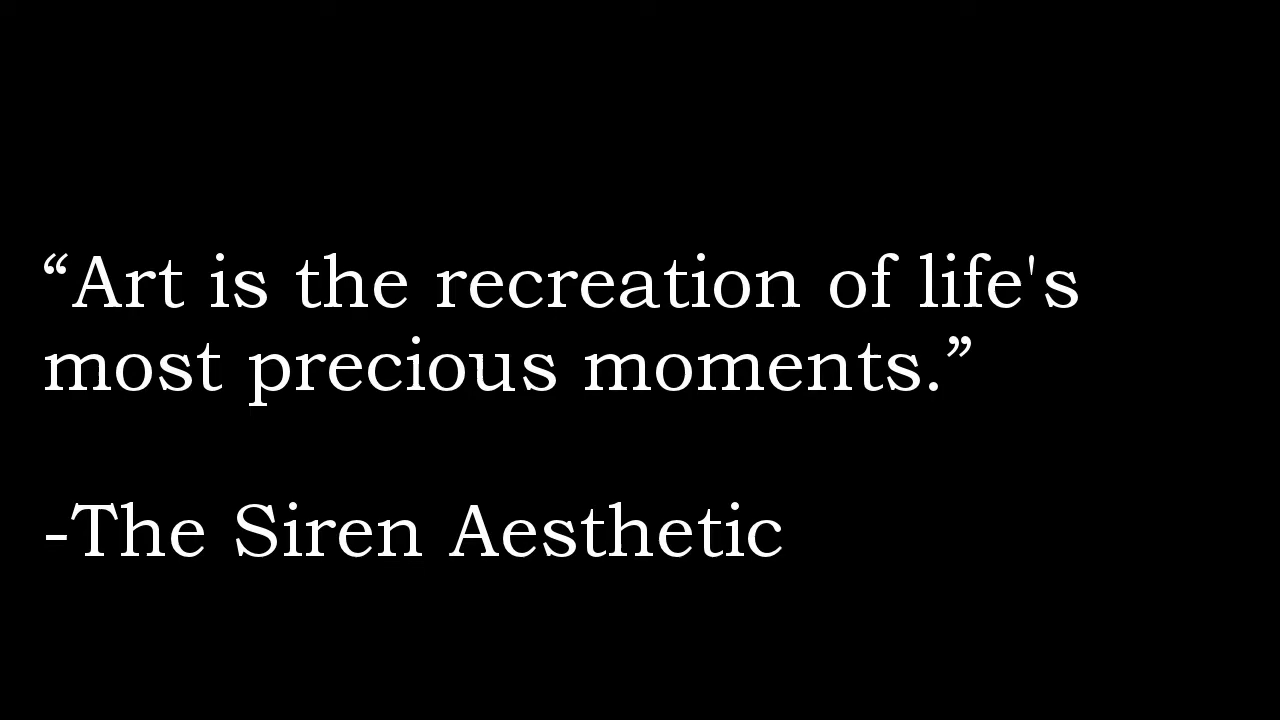 “Art is the recreation of life's
most precious moments.”
-The Siren Aesthetic